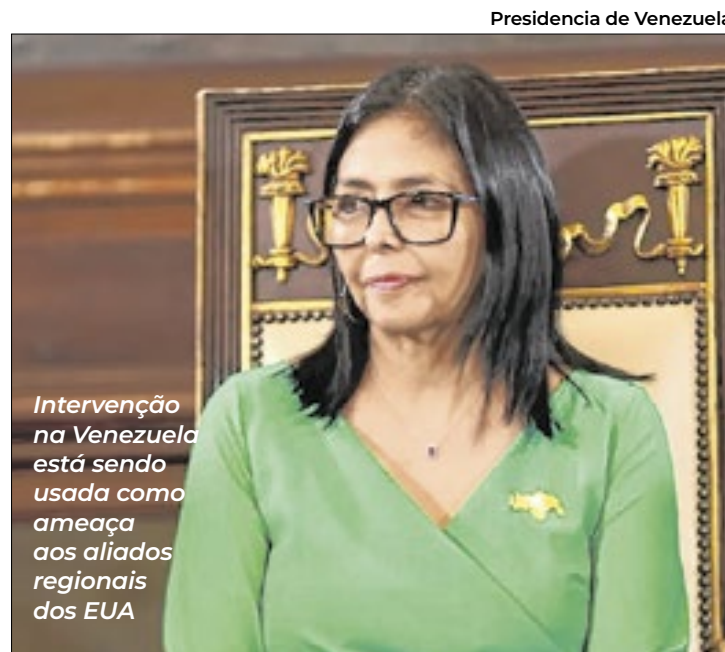 Presidencia de Venezuela
Intervenção
na Venezuela
está sendo
usada como
ameaça
aos aliados
regionais
dos EUA